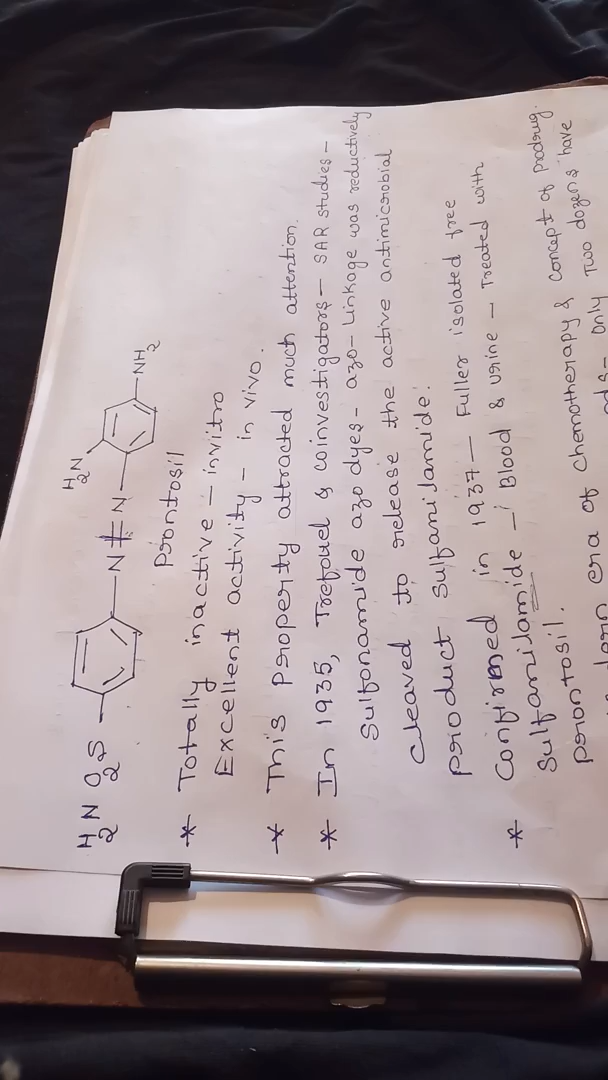 H2N O2S N=N H2N NH2
Prontosil
* Totally inactive - invitro
Excellent activity - in vivo.
* This property attracted much attention.
* In 1935, Trefouel & coinvestigators - SAR studies -
Sulfonamide azo dyes - azo - linkage was reductively
cleaved to release the active antimicrobial
product Sulfanilamide.
* Confirmed in 1937 - Fuller isolated free
Sulfanilamide - Blood & urine - Treated with
prontosil.
era of chemotherapy & concept of prodrug.
only two dozens have